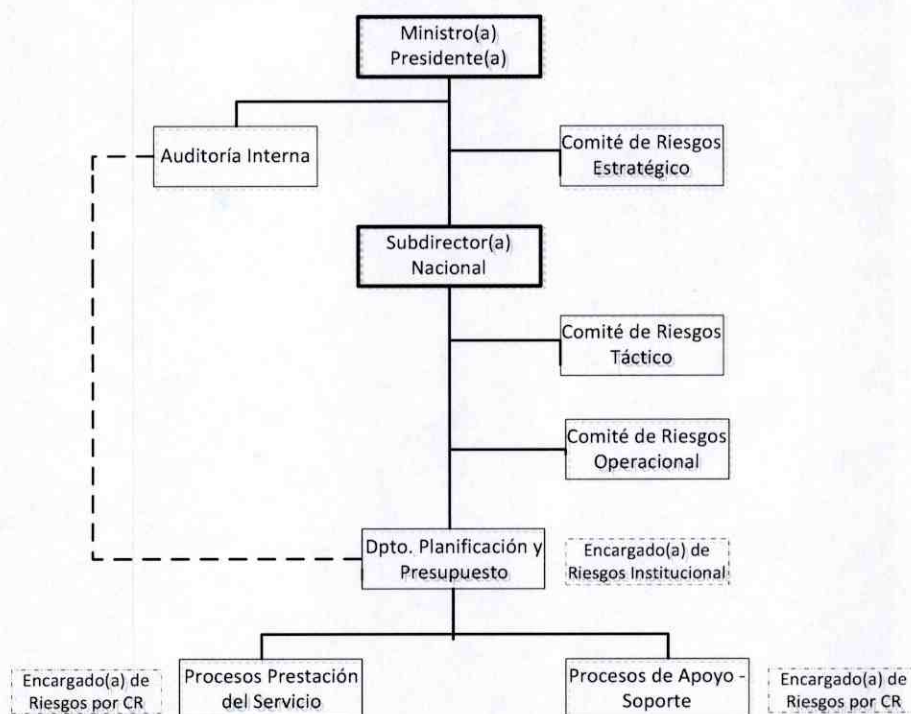 Ministro(a)
Presidente(a)
Auditoría Interna
Comité de Riesgos
Estratégico
Subdirector(a)
Nacional
Comité de Riesgos
Táctico
Comité de Riesgos
Operacional
Dpto. Planificación y
Presupuesto
Encargado(a) de
Riesgos Institucional
Encargado(a) de
Riesgos por CR
Procesos Prestación
del Servicio
Procesos de Apoyo -
Soporte
Encargado(a) de
Riesgos por CR